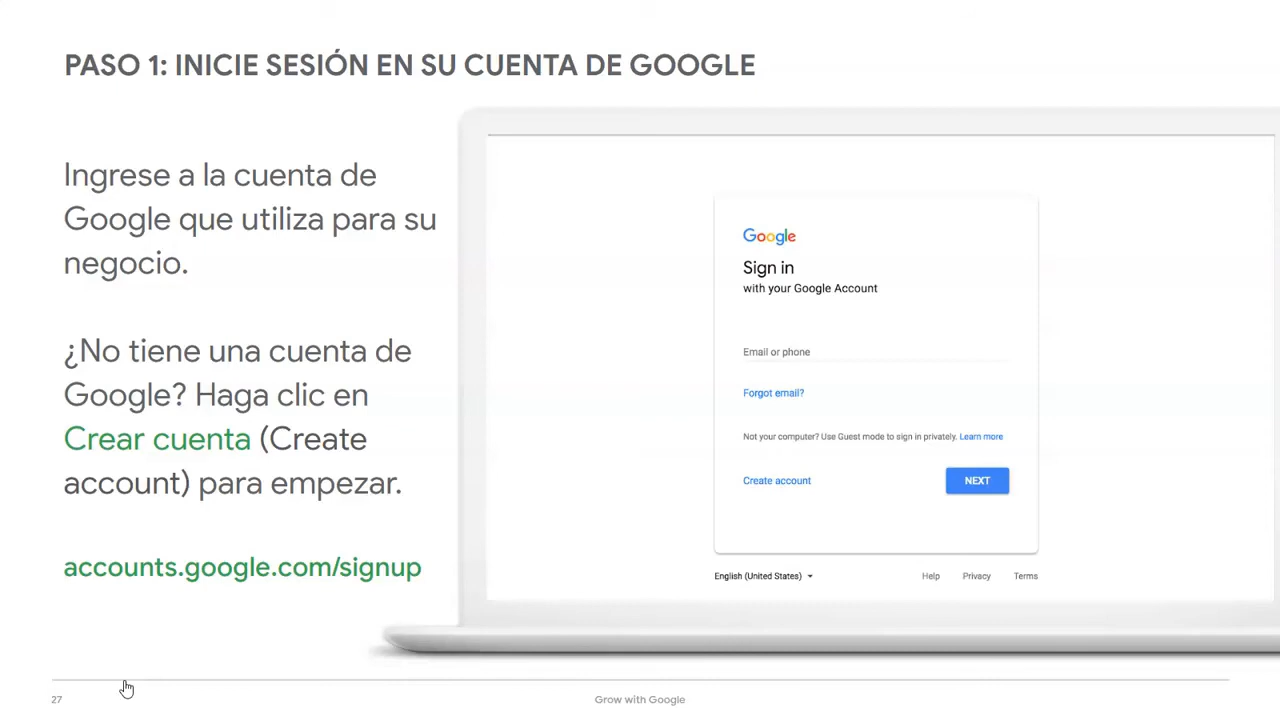 PASO 1: INICIE SESIÓN EN SU CUENTA DE GOOGLE
Ingrese a la cuenta de
Google que utiliza para su
negocio.
¿No tiene una cuenta de
Google? Haga clic en
Crear cuenta (Create
account) para empezar.
accounts.google.com/signup
Google
Sign in
with your Google Account
Email or phone
Forgot email?
Not your computer? Use Guest mode to sign in privately. Learn more
Create account
NEXT
English (United States)
Help Privacy Terms
27
Grow with Google